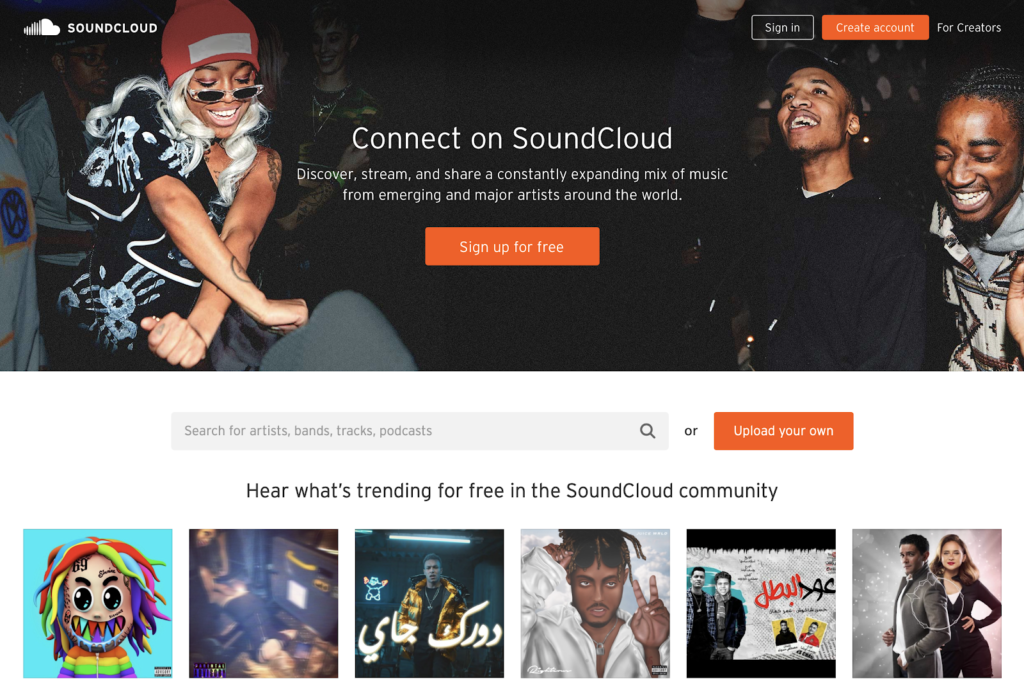 SOUNDCLOUD
Sign in
Create account
For Creators
Connect on SoundCloud
Discover, stream, and share a constantly expanding mix of music
from emerging and major artists around the world.
Sign up for free
Search for artists, bands, tracks, podcasts
or
Upload your own
Hear what's trending for free in the SoundCloud community
69
دورك جاي
Righteous
عودة البطل